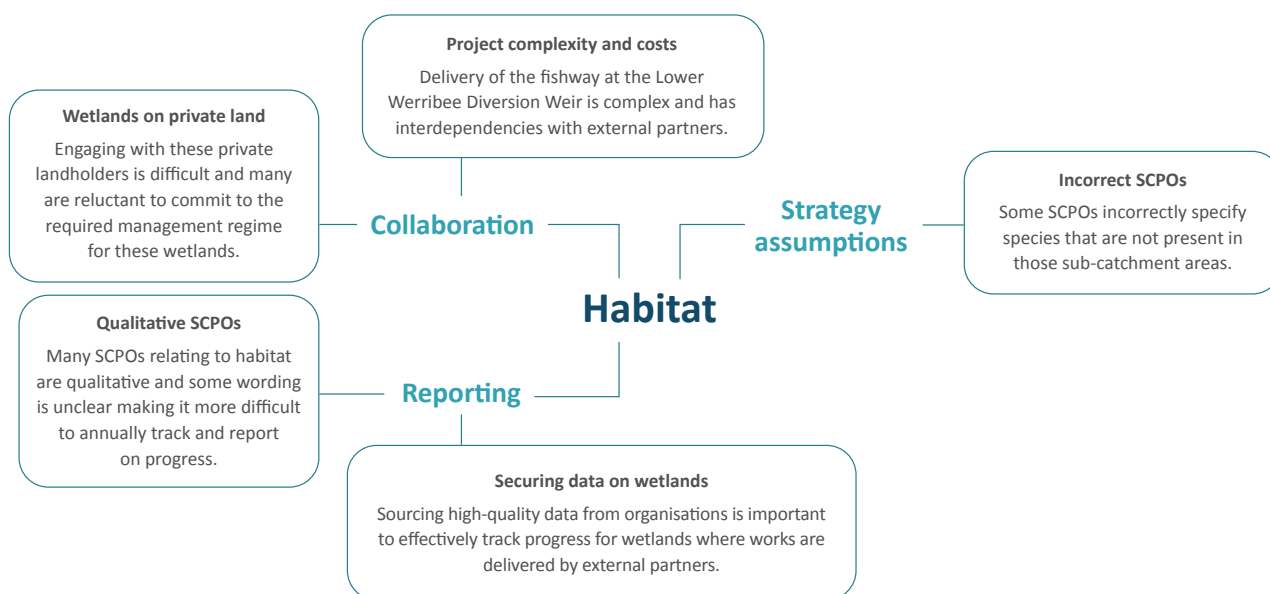 Project complexity and costs
Delivery of the fishway at the Lower
Werribee Diversion Weir is complex and has
interdependencies with external partners.
Wetlands on private land
Engaging with these private
landholders is difficult and many
are reluctant to commit to the
required management regime
for these wetlands.
Collaboration
Strategy
assumptions
Incorrect SCPOs
Some SCPOs incorrectly specify
species that are not present in
those sub-catchment areas.
Habitat
Qualitative SCPOs
Many SCPOs relating to habitat
are qualitative and some wording
is unclear making it more difficult
to annually track and report
on progress.
Reporting
Securing data on wetlands
Sourcing high-quality data from organisations is important
to effectively track progress for wetlands where works are
delivered by external partners.